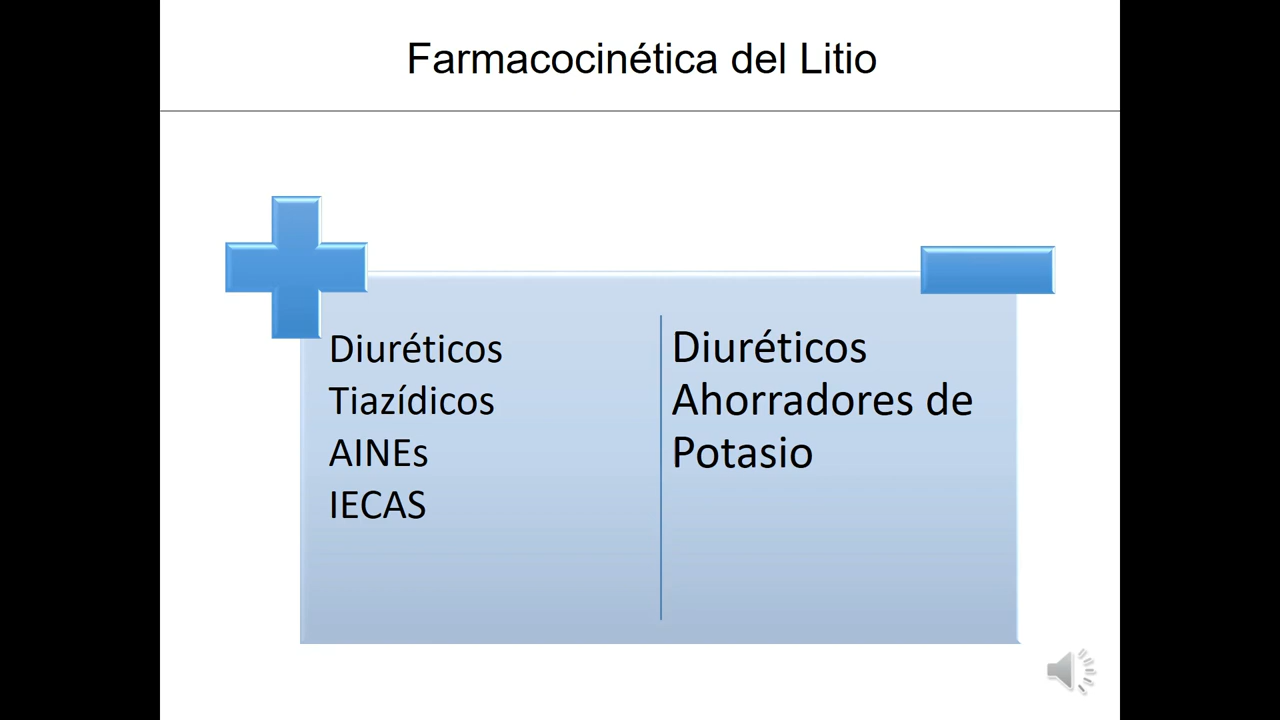 Farmacocinética del Litio
Diuréticos
Tiazídicos
AINEs
IECAS
Diuréticos
Ahorradores de
Potasio